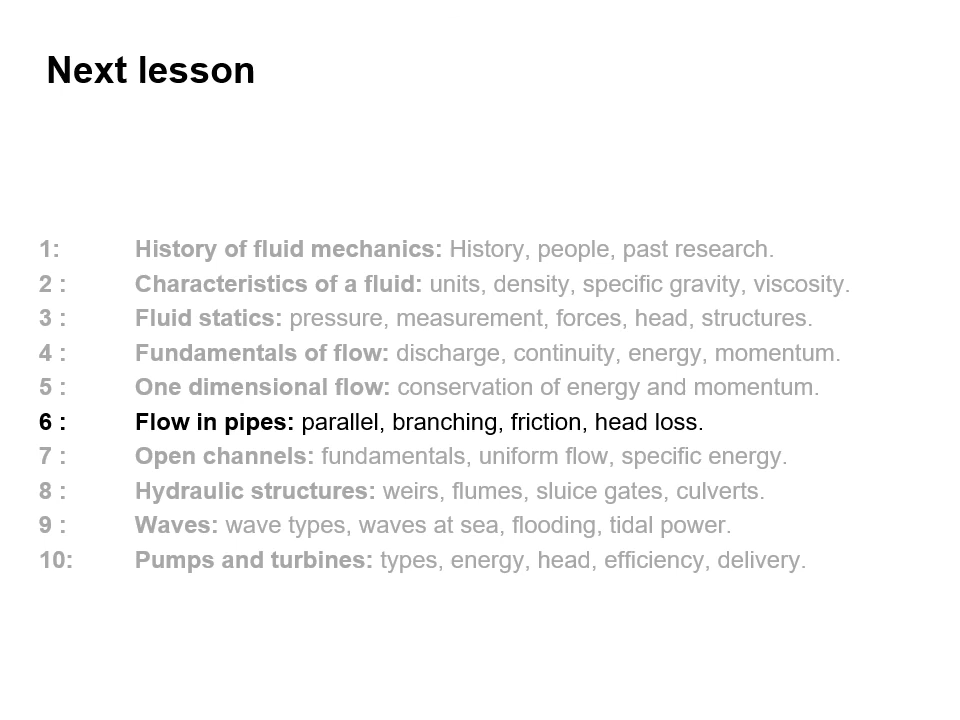 Next lesson
1: History of fluid mechanics: History, people, past research.
2 : Characteristics of a fluid: units, density, specific gravity, viscosity.
3 : Fluid statics: pressure, measurement, forces, head, structures.
4 : Fundamentals of flow: discharge, continuity, energy, momentum.
5 : One dimensional flow: conservation of energy and momentum.
6 : Flow in pipes: parallel, branching, friction, head loss.
7 : Open channels: fundamentals, uniform flow, specific energy.
8 : Hydraulic structures: weirs, flumes, sluice gates, culverts.
9 : Waves: wave types, waves at sea, flooding, tidal power.
10: Pumps and turbines: types, energy, head, efficiency, delivery.